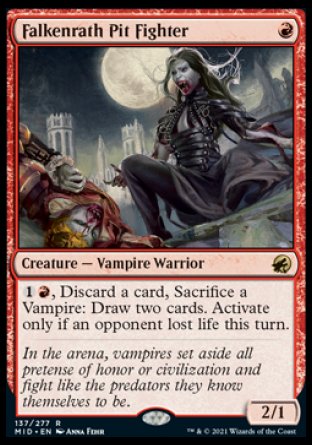 Falkenrath Pit Fighter
Creature — Vampire Warrior
1 , Discard a card, Sacrifice a
Vampire: Draw two cards. Activate
only if an opponent lost life this turn.
In the arena, vampires set aside all
pretense of honor or civilization and
fight like the predators they know
themselves to be.
2/1
137/277 R
MID • EN Anna Fehr
™ & © 2021 Wizards of the Coast